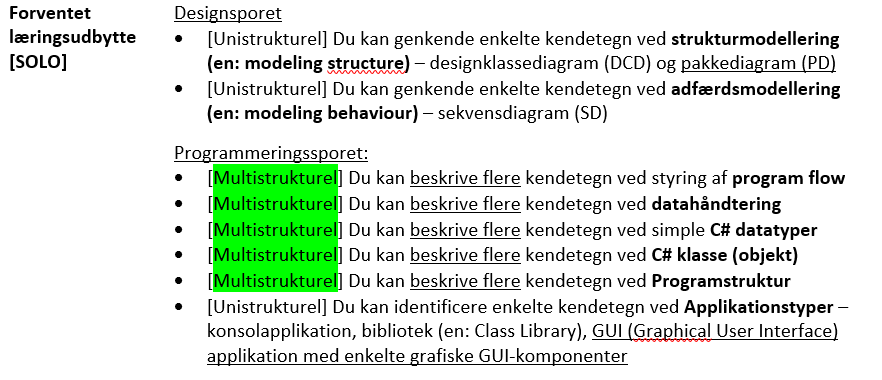 Forventet
læringsudbytte
[SOLO]
Designsporet
• [Unistrukturel] Du kan genkende enkelte kendetegn ved strukturmodellering
(en: modeling structure) – designklassediagram (DCD) og pakkediagram (PD)
• [Unistrukturel] Du kan genkende enkelte kendetegn ved adfærdsmodellering
(en: modeling behaviour) – sekvensdiagram (SD)
Programmeringssporet:
• [Multistrukturel] Du kan beskrive flere kendetegn ved styring af program flow
• [Multistrukturel] Du kan beskrive flere kendetegn ved datahåndtering
• [Multistrukturel] Du kan beskrive flere kendetegn ved simple C# datatyper
• [Multistrukturel] Du kan beskrive flere kendetegn ved C# klasse (objekt)
• [Multistrukturel] Du kan beskrive flere kendetegn ved Programstruktur
• [Unistrukturel] Du kan identificere enkelte kendetegn ved Applikationstyper –
konsolapplikation, bibliotek (en: Class Library), GUI (Graphical User Interface)
applikation med enkelte grafiske GUI-komponenter